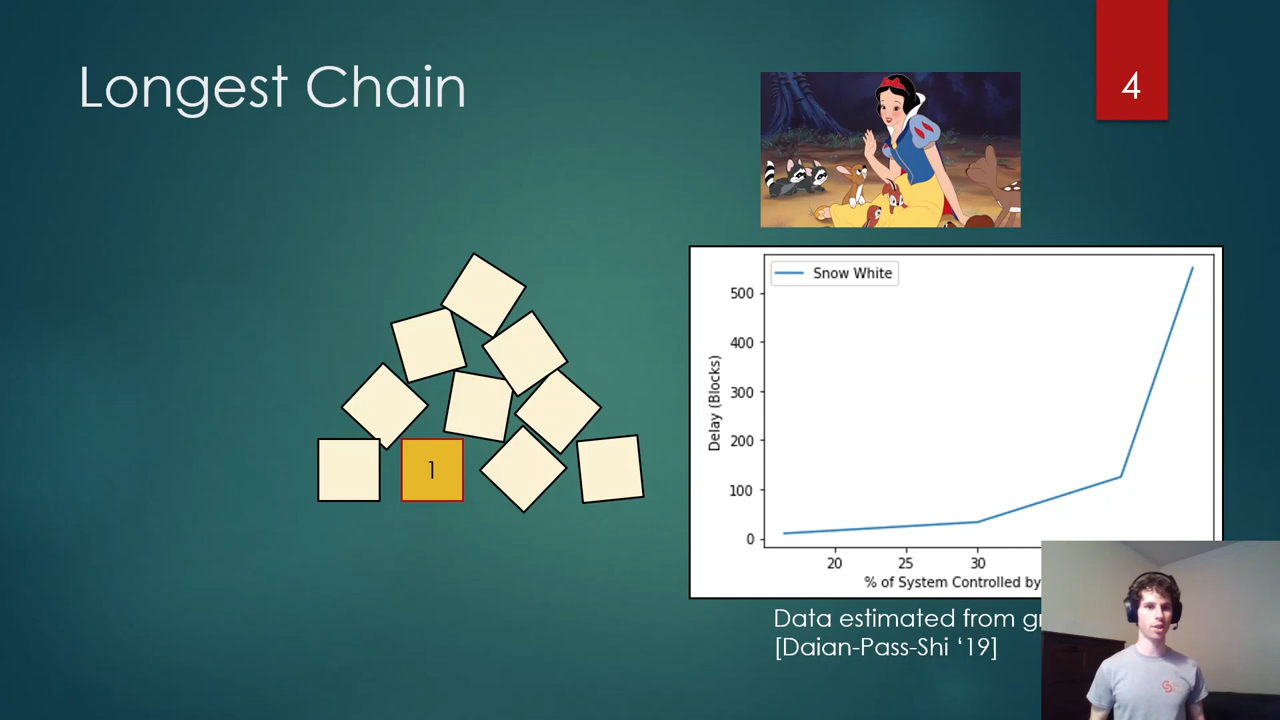 Longest Chain
4
1
Snow White
500
400
300
200
100
0
Delay (Blocks)
20
25
30
% of System Controlled by
Data estimated from
[Daian-Pass-Shi ‘19]